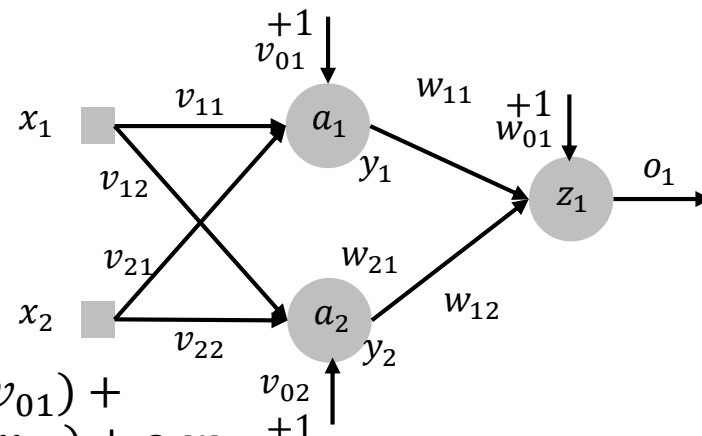 +1
v₀₁
x₁
v₁₁
a₁
y₁
w₁₁
+1
w₀₁
z₁
o₁
v₁₂
v₂₁
x₂
v₂₂
w₂₁
w₁₂
a₂
y₂
v₀₁) +
v₀₂
+1